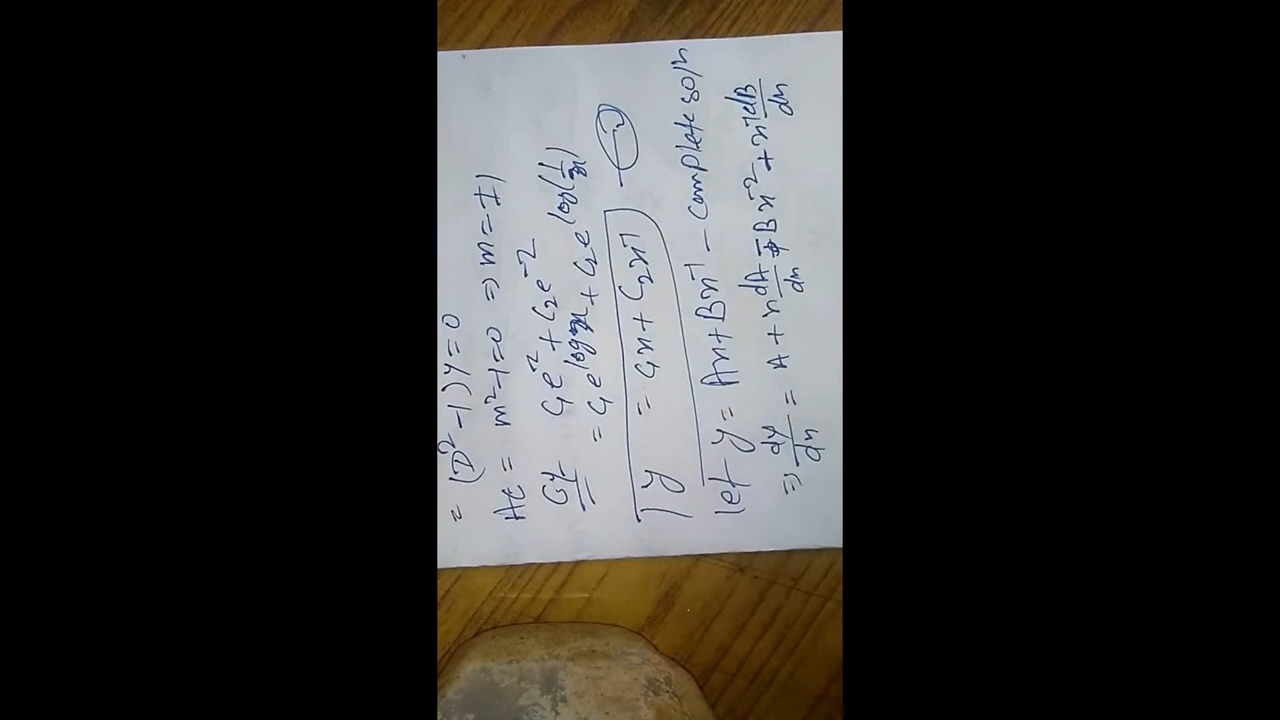 = (D²-1)y=0
AE = m²-1=0 ⇒ m=±1
CF C₁e^z + C₂e^-z
= C₁e^log x + C₂e^log(1/x)
y = C₁x + C₂x⁻¹ —①
let y = Ax+Bx⁻¹ – complete soln
⇒ dy/dx = A + x dA/dx - Bx⁻² + x⁻¹ dB/dx